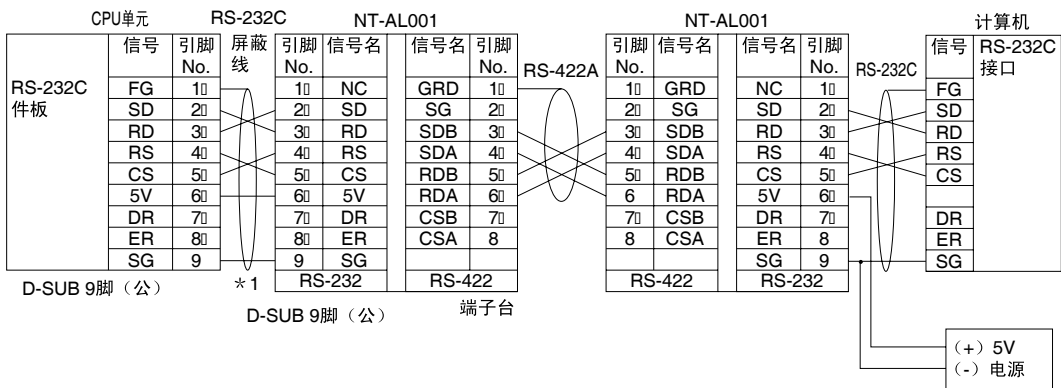 CPU单元 RS-232C NT-AL001 NT-AL001 计算机
信号 引脚No. 屏蔽线 引脚No. 信号名 信号名 引脚No. RS-422A 引脚No. 信号名 信号名 引脚No. RS-232C 信号 RS-232C接口
RS-232C件板
FG 1 1 NC GRD 1 1 GRD NC 1 FG
SD 2 2 SD SG 2 2 SG SD 2 SD
RD 3 3 RD SDB 3 3 SDB RD 3 RD
RS 4 4 RS SDA 4 4 SDA RS 4 RS
CS 5 5 CS RDB 5 5 RDB CS 5 CS
5V 6 6 5V RDA 6 6 RDA 5V 6
DR 7 7 DR CSB 7 7 CSB DR 7 DR
ER 8 8 ER CSA 8 8 CSA ER 8 ER
SG 9 9 SG SG 9 SG
D-SUB 9脚（公） ＊1 RS-232 RS-422 RS-422 RS-232
D-SUB 9脚（公） 端子台
（+）5V
（-）电源